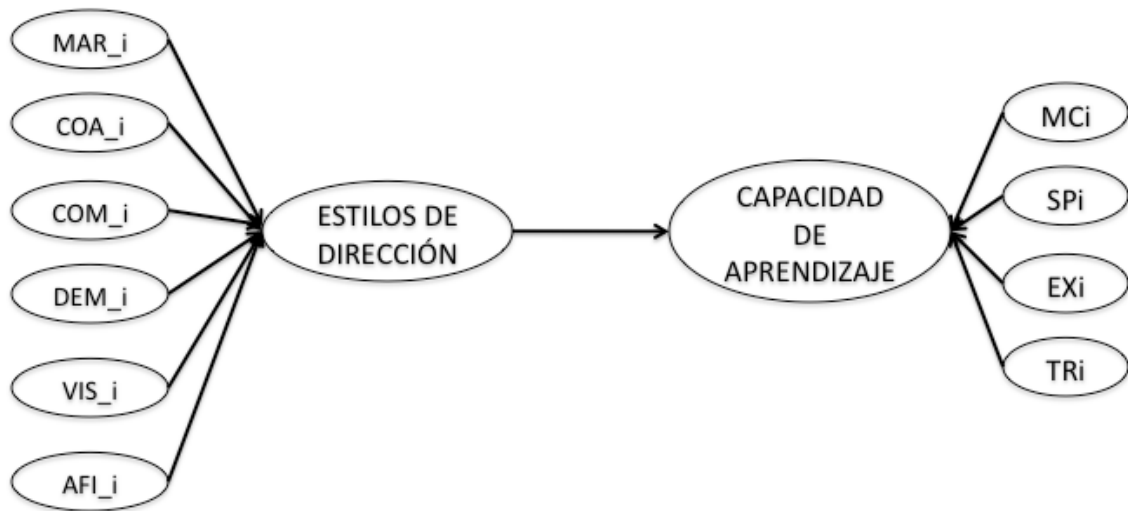 MAR_i
COA_i
COM_i
DEM_i
VIS_i
AFI_i
ESTILOS DE
DIRECCIÓN
CAPACIDAD
DE
APRENDIZAJE
MCi
SPi
EXi
TRi